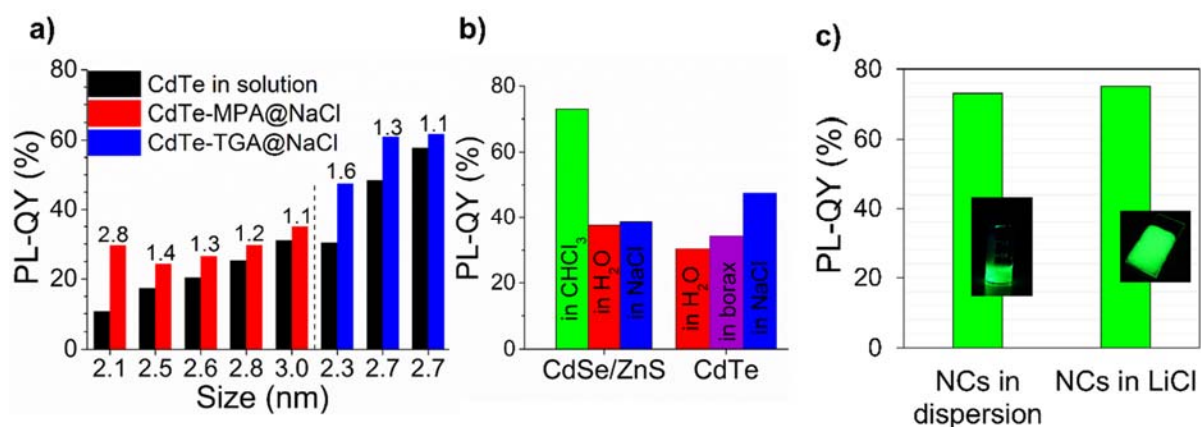 a)
PL-QY (%)
80
60
40
20
0
CdTe in solution
CdTe-MPA@NaCl
CdTe-TGA@NaCl
2.8
1.4
1.3
1.2
1.1
1.6
1.3
1.1
2.1
2.5
2.6
2.8
3.0
2.3
2.7
2.7
Size (nm)
b)
PL-QY (%)
80
60
40
20
0
in CHCl3
in H2O
in NaCl
in H2O
in borax
in NaCl
CdSe/ZnS
CdTe
c)
PL-QY (%)
80
60
40
20
0
NCs in
dispersion
NCs in LiCl